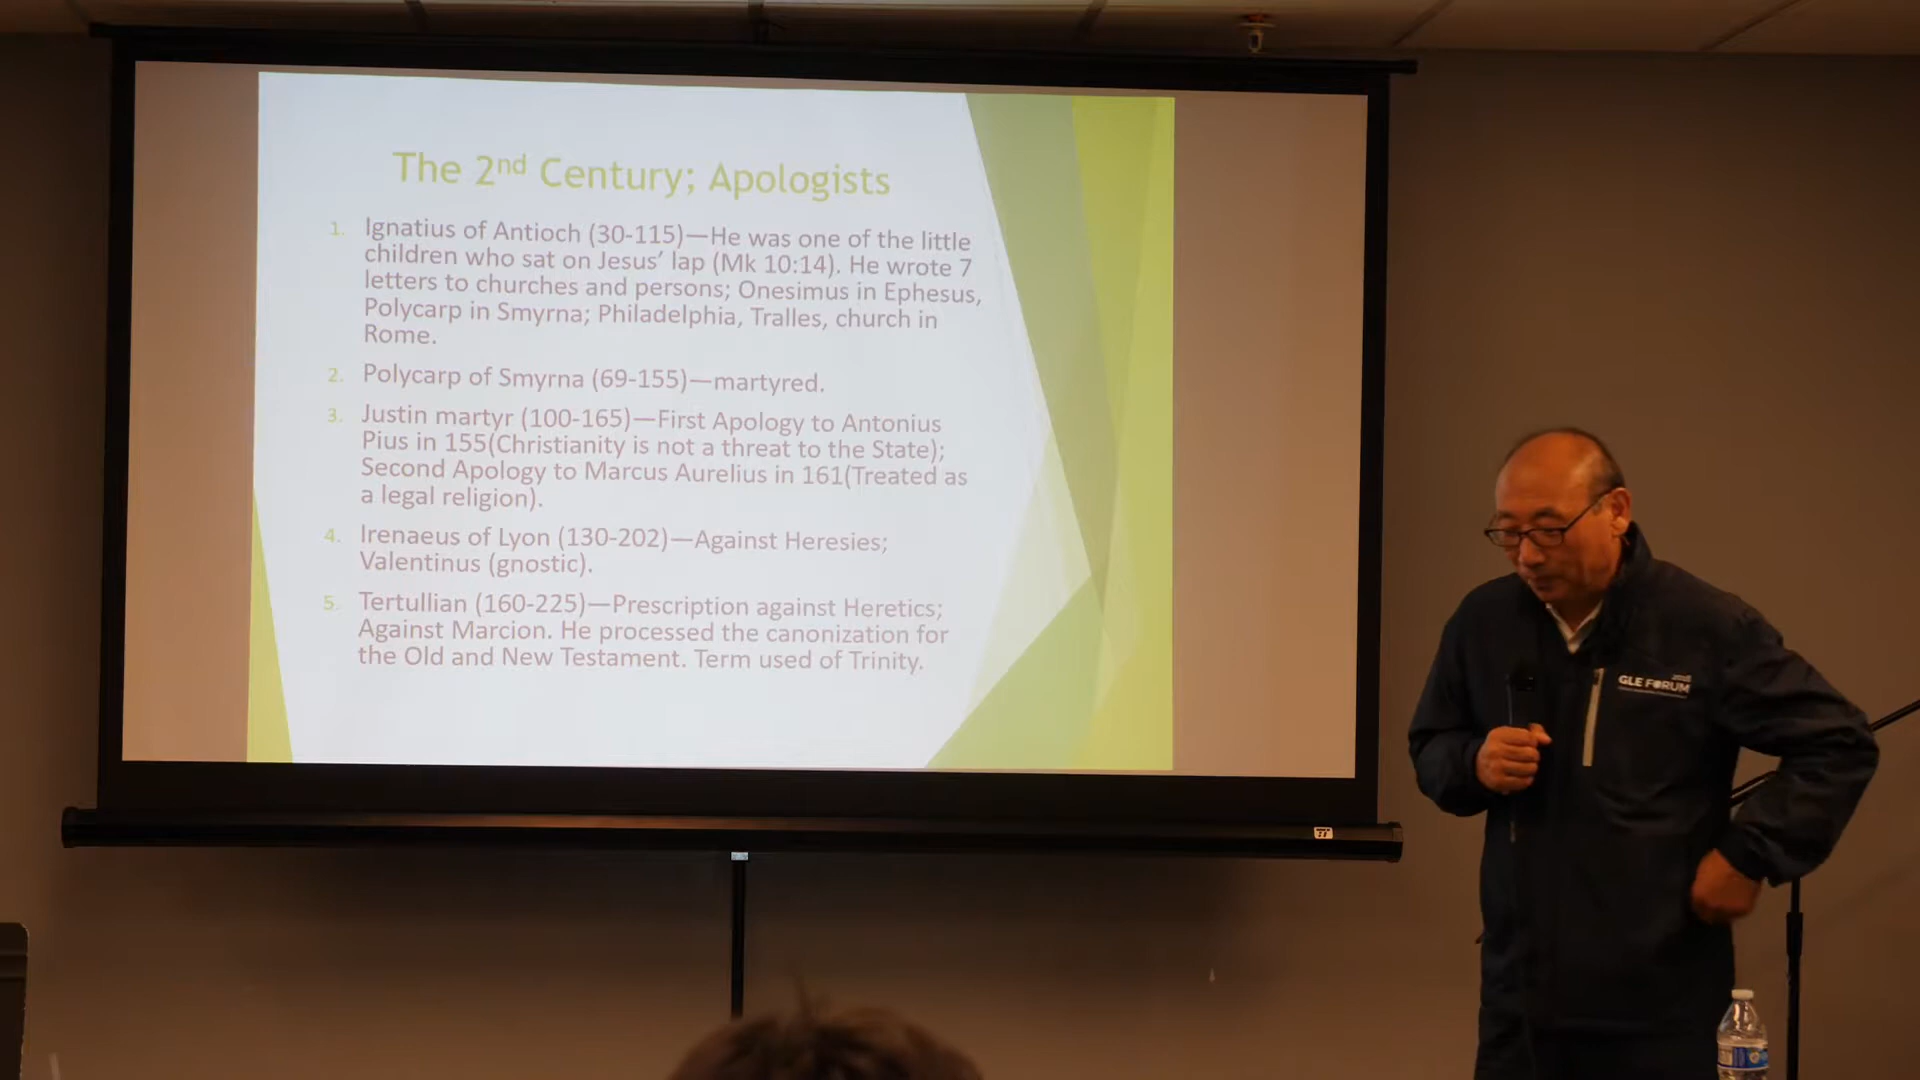 The 2nd Century; Apologists
1. Ignatius of Antioch (30-115)—He was one of the little
children who sat on Jesus’ lap (Mk 10:14). He wrote 7
letters to churches and persons; Onesimus in Ephesus,
Polycarp in Smyrna; Philadelphia, Tralles, church in
Rome.
2. Polycarp of Smyrna (69-155)—martyred.
3. Justin martyr (100-165)—First Apology to Antonius
Pius in 155(Christianity is not a threat to the State);
Second Apology to Marcus Aurelius in 161(Treated as
a legal religion).
4. Irenaeus of Lyon (130-202)—Against Heresies;
Valentinus (gnostic).
5. Tertullian (160-225)—Prescription against Heretics;
Against Marcion. He processed the canonization for
the Old and New Testament. Term used of Trinity.
GLE FORUM